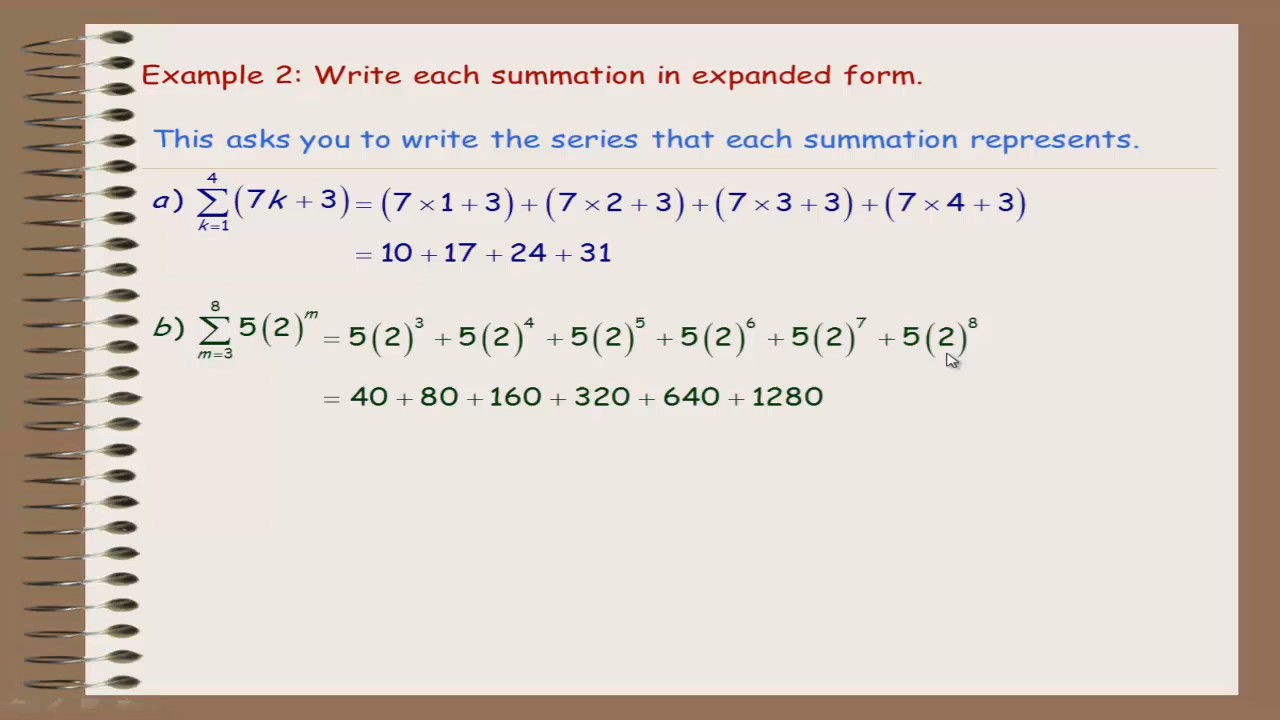 Example 2: Write each summation in expanded form.
This asks you to write the series that each summation represents.
a) ∑_{k=1}^{4} (7k + 3) = (7 × 1 + 3) + (7 × 2 + 3) + (7 × 3 + 3) + (7 × 4 + 3)
= 10 + 17 + 24 + 31
b) ∑_{m=3}^{8} 5(2)^m = 5(2)^3 + 5(2)^4 + 5(2)^5 + 5(2)^6 + 5(2)^7 + 5(2)^8
= 40 + 80 + 160 + 320 + 640 + 1280